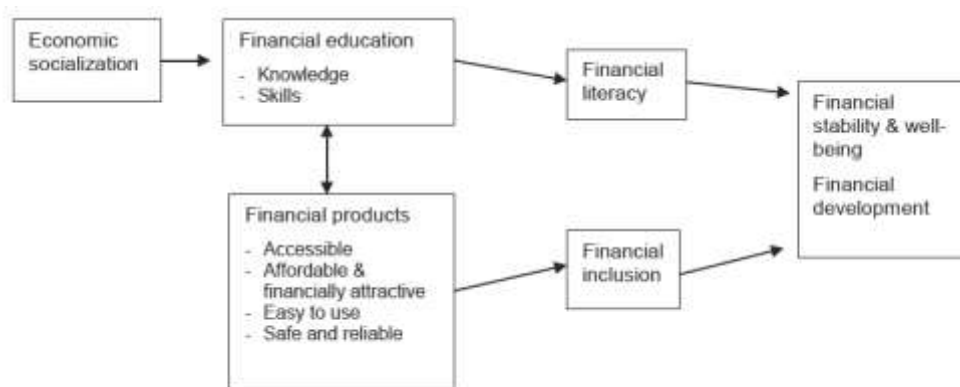 Economic
socialization
Financial education
- Knowledge
- Skills
Financial
literacy
Financial
stability & well-
being
Financial
development
Financial products
- Accessible
- Affordable &
financially attractive
- Easy to use
- Safe and reliable
Financial
inclusion